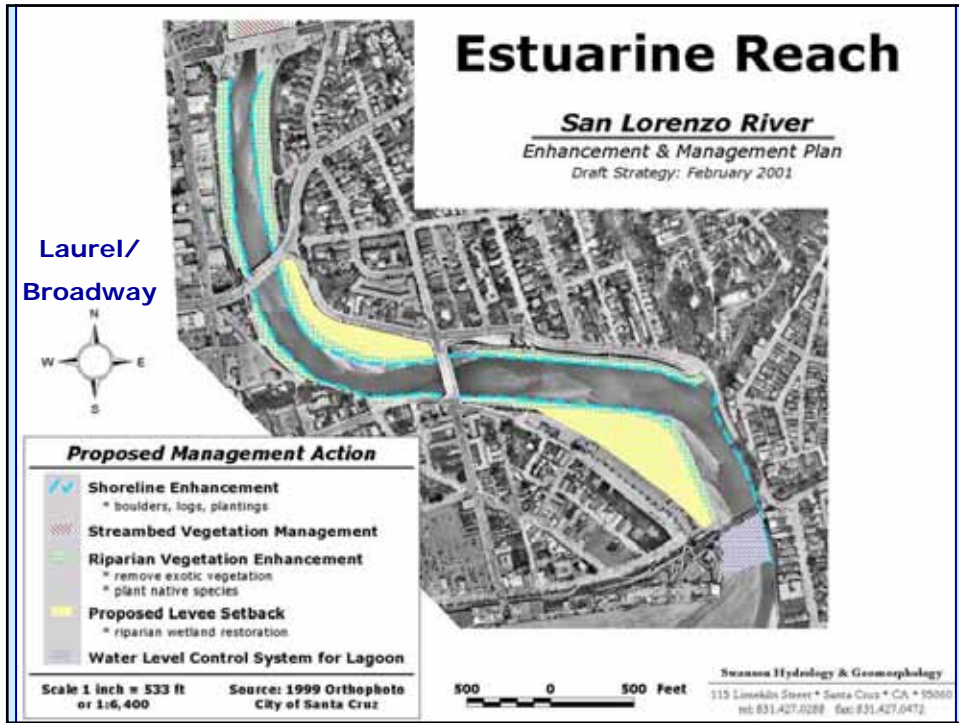 Estuarine Reach
San Lorenzo River
Enhancement & Management Plan
Draft Strategy: February 2001
Laurel/
Broadway
N
W E
S
Proposed Management Action
Shoreline Enhancement
* boulders, logs, plantings
Streambed Vegetation Management
Riparian Vegetation Enhancement
* remove exotic vegetation
* plant native species
Proposed Levee Setback
* riparian wetland restoration
Water Level Control System for Lagoon
Scale 1 inch = 533 ft
or 1:6,400
Source: 1999 Orthophoto
City of Santa Cruz
500 0 500 Feet
Swanson Hydrology & Geomorphology
115 Limekiln Street * Santa Cruz * CA * 95060
tel: 831.427.0288 fax: 831.427.0472